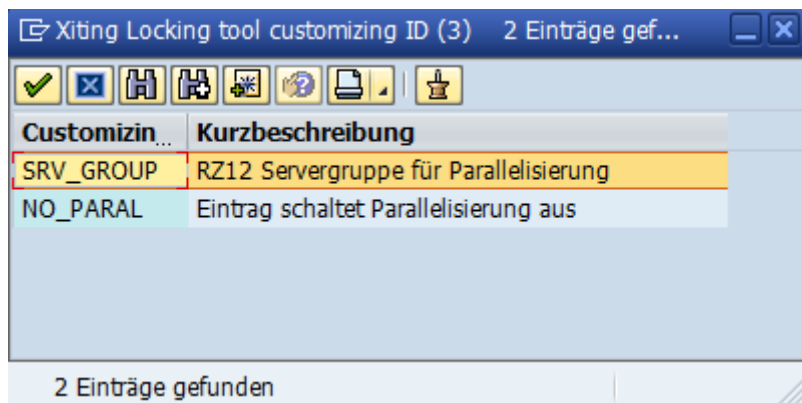 Xiting Locking tool customizing ID (3) 2 Einträge gef...
Customizin... Kurzbeschreibung
SRV_GROUP RZ12 Servergruppe für Parallelisierung
NO_PARAL Eintrag schaltet Parallelisierung aus
2 Einträge gefunden